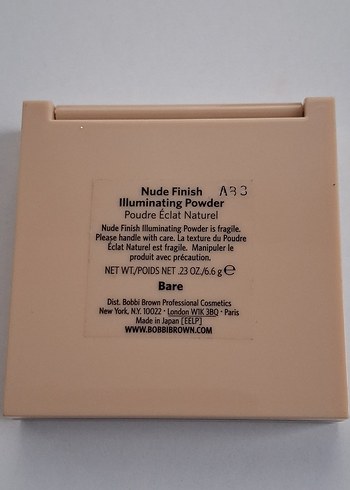 Nude Finish AB3
Illuminating Powder
Poudre Éclat Naturel
Nude Finish Illuminating Powder is fragile.
Please handle with care. La texture du Poudre
Éclat Naturel est fragile. Manipuler le
produit avec précaution.
NET WT/POIDS NET .23 OZ/6.6 g ℮
Bare
Dist. Bobbi Brown Professional Cosmetics
New York, N.Y. 10022 · London W1K 3BQ · Paris
Made in Japan [EELP]
WWW.BOBBIBROWN.COM